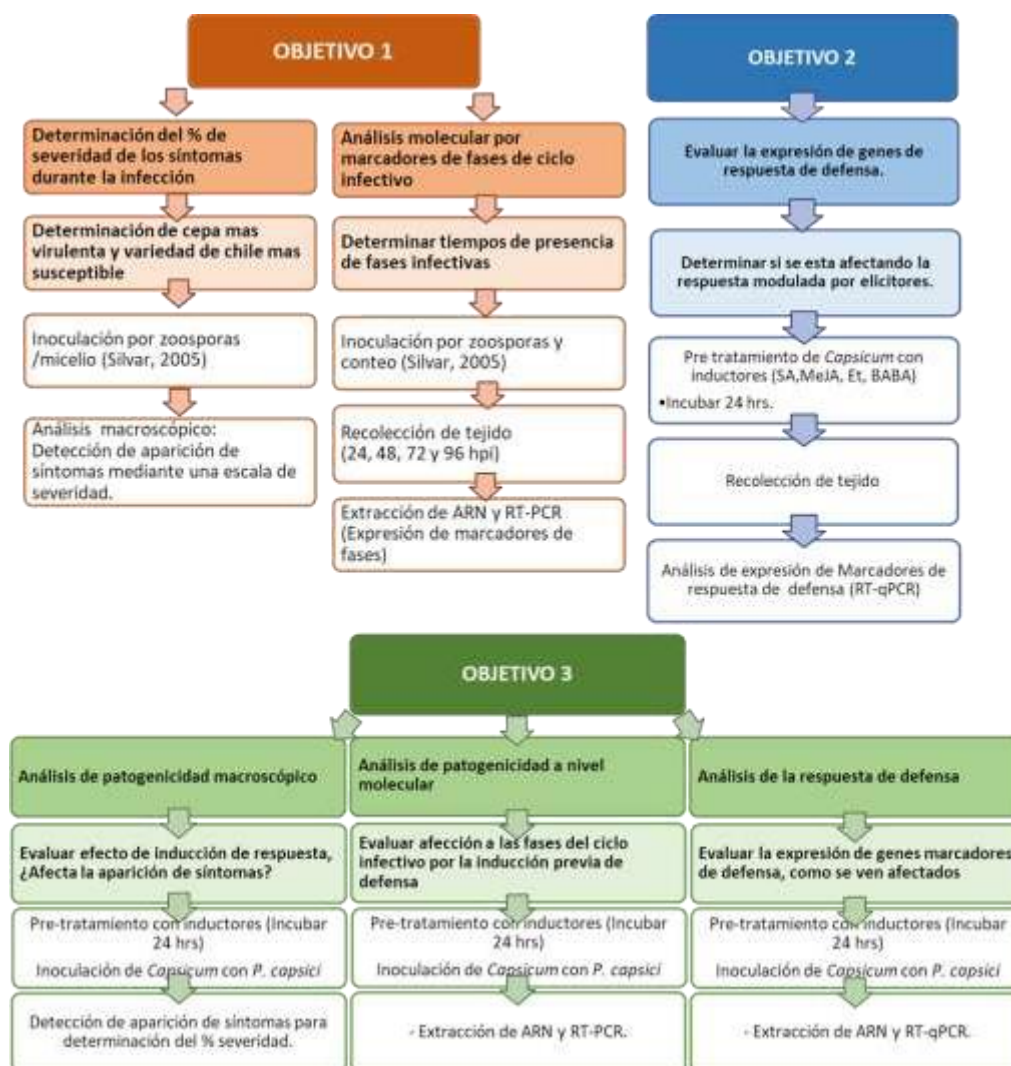 OBJETIVO 1
Determinación del % de
severidad de los síntomas
durante la infección
Determinación de cepa mas
virulenta y variedad de chile mas
susceptible
Inoculación por zoosporas
/micelio (Silvar, 2005)
Análisis macroscópico:
Detección de aparición de
síntomas mediante una escala de
severidad.
Análisis molecular por
marcadores de fases de ciclo
infectivo
Determinar tiempos de presencia
de fases infectivas
Inoculación por zoosporas y
conteo (Silvar, 2005)
Recolección de tejido
(24, 48, 72 y 96 hpi)
Extracción de ARN y RT-PCR
(Expresión de marcadores de
fases)
OBJETIVO 2
Evaluar la expresión de genes de
respuesta de defensa.
Determinar si se esta afectando la
respuesta modulada por elicitores.
Pre tratamiento de Capsicum con
inductores (SA,MeJA, Et, BABA)
•Incubar 24 hrs.
Recolección de tejido
Análisis de expresión de Marcadores de
respuesta de defensa (RT-qPCR)
OBJETIVO 3
Análisis de patogenicidad macroscópico
Evaluar efecto de inducción de respuesta,
¿Afecta la aparición de síntomas?
Pre-tratamiento con inductores (Incubar
24 hrs)
Inoculación de Capsicum con P. capsici
Detección de aparición de síntomas para
determinación del % severidad.
Análisis de patogenicidad a nivel
molecular
Evaluar afección a las fases del ciclo
infectivo por la inducción previa de
defensa
Pre-tratamiento con inductores (Incubar
24 hrs)
Inoculación de Capsicum con P. capsici
- Extracción de ARN y RT-PCR.
Análisis de la respuesta de defensa
Evaluar la expresión de genes marcadores
de defensa, como se ven afectados
Pre-tratamiento con inductores (Incubar
24 hrs)
Inoculación de Capsicum con P. capsici
- Extracción de ARN y RT-qPCR.